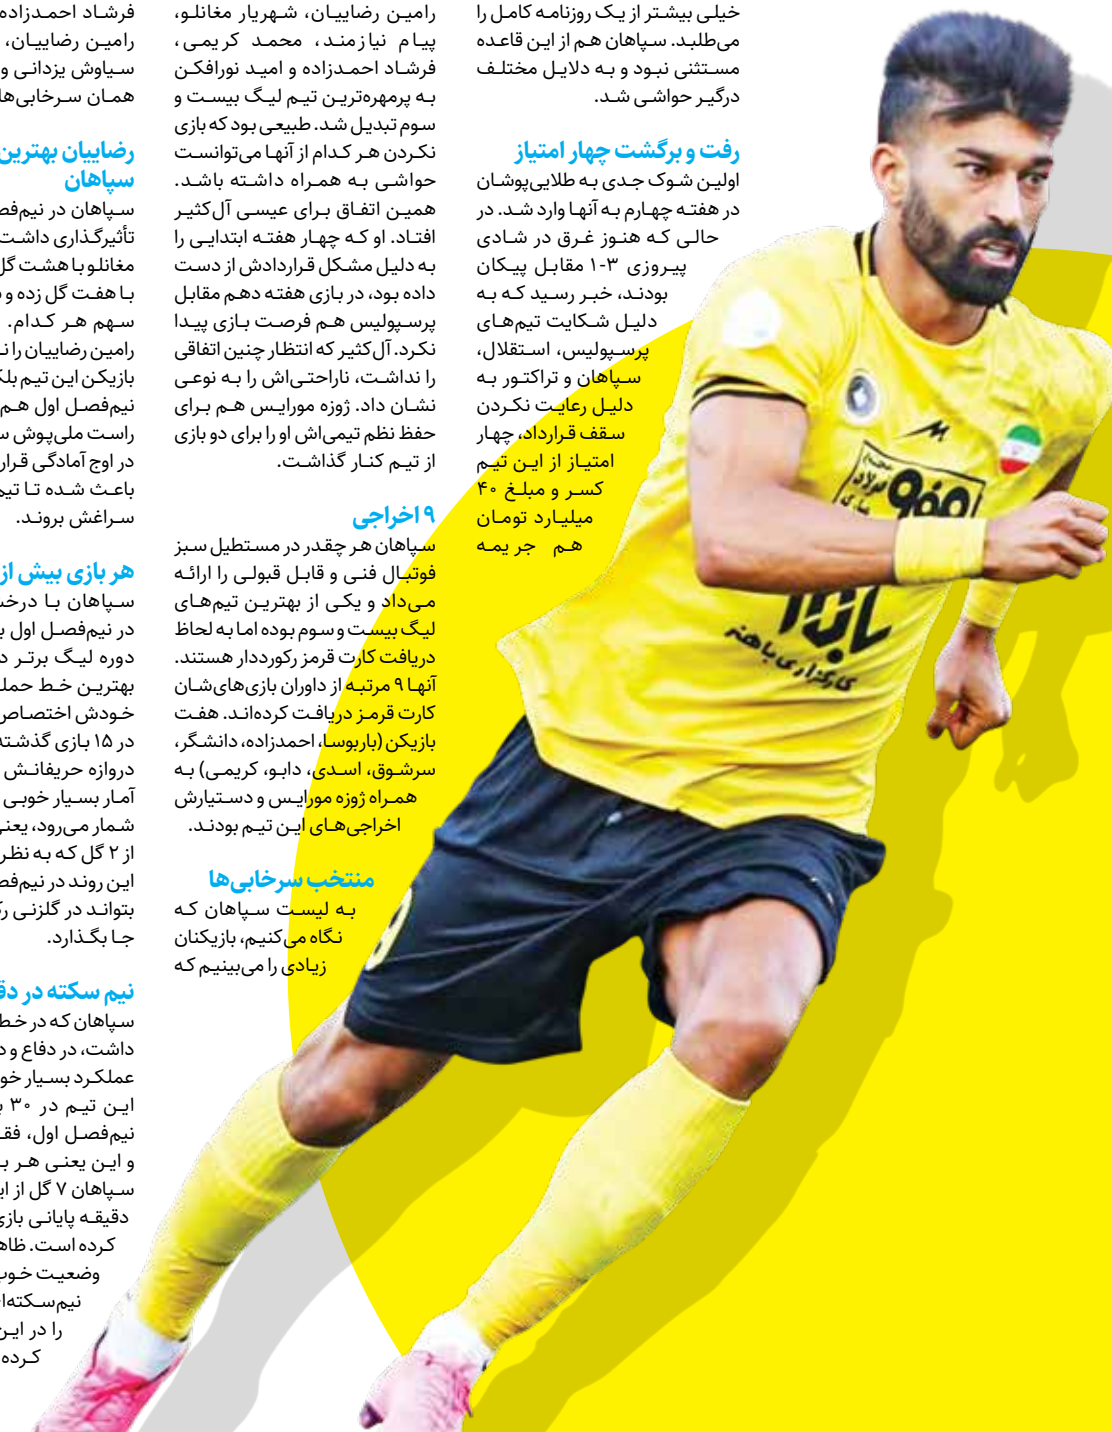 خیلی بیشتر از یک روزنامه کامل را
می‌طلبد. سپاهان هم از این قاعده
مستثنی نبود و به دلایل مختلف
درگیر حواشی شد.
رفت و برگشت چهار امتیاز
اولین شوک جدی به طلایی‌پوشان
در هفته چهارم به آنها وارد شد. در
حالی که هنوز غرق در شادی
پیروزی ۳-۱ مقابل پیکان
بودند، خبر رسید که به
دلیل شکایت تیم‌های
پرسپولیس، استقلال،
سپاهان و تراکتور به
دلیل رعایت نکردن
سقف قرارداد، چهار
امتیاز از این تیم
کسر و مبلغ ۴۰
میلیارد تومان
هم جریمه
رامین رضاییان، شهریار مغانلو،
پیام نیازمند، محمد کریمی،
فرشاد احمدزاده و امید نورافکن
به پرمهره‌ترین تیم لیگ بیست و
سوم تبدیل شد. طبیعی بود که بازی
نکردن هر کدام از آنها می‌توانست
حواشی به همراه داشته باشد.
همین اتفاق برای عیسی آل‌کثیر
افتاد. او که چهار هفته ابتدایی را
به دلیل مشکل قراردادش از دست
داده بود، در بازی هفته دهم مقابل
پرسپولیس هم فرصت بازی پیدا
نکرد. آل‌کثیر که انتظار چنین اتفاقی
را نداشت، ناراحتی‌اش را به نوعی
نشان داد. ژوزه مورایس هم برای
حفظ نظم تیمی‌اش او را برای دو بازی
از تیم کنار گذاشت.
۹ اخراجی
سپاهان هر چقدر در مستطیل سبز
فوتبال فنی و قابل قبولی را ارائه
می‌داد و یکی از بهترین تیم‌های
لیگ بیست و سوم بوده اما به لحاظ
دریافت کارت قرمز رکورددار هستند.
آنها ۹ مرتبه از داوران بازی‌های‌شان
کارت قرمز دریافت کرده‌اند. هفت
بازیکن (باربوسا، احمدزاده، دانشگر،
سرشوق، اسدی، دابو، کریمی) به
همراه ژوزه مورایس و دستیارش
اخراجی‌های این تیم بودند.
منتخب سرخابی‌ها
به لیست سپاهان که
نگاه می‌کنیم، بازیکنان
زیادی را می‌بینیم که
فرشاد احمدزاده
رامین رضاییان،
سیاوش یزدانی و
همان سرخابی‌ها
رضاییان بهترین
سپاهان
سپاهان در نیم‌فص
تأثیرگذاری داشت
مغانلو با هشت گل
با هفت گل زده و
سهم هر کدام.
رامین رضاییان را ن
بازیکن این تیم بلک
نیم‌فصل اول هم
راست ملی‌پوش س
در اوج آمادگی قرار
باعث شده تا تیم
سراغش بروند.
هر بازی بیش از
سپاهان با درخ
در نیم‌فصل اول ب
دوره لیگ برتر د
بهترین خط حمل
خودش اختصاص
در ۱۵ بازی گذشته
دروازه حریفانش
آمار بسیار خوبی
شمار می‌رود، یعنی
از ۲ گل که به نظر
این روند در نیم‌فص
بتواند در گلزنی رک
جا بگذارد.
نیم سکته در دق
سپاهان که در خط
داشت، در دفاع و د
عملکرد بسیار خو
این تیم در ۳۰ ب
نیم‌فصل اول، فق
و این یعنی هر ب
سپاهان ۷ گل از ای
دقیقه پایانی بازی
کرده است. ظاه
وضعیت خوب
نیم‌سکته‌ا
را در این
کرده
کارگزاری با هنر